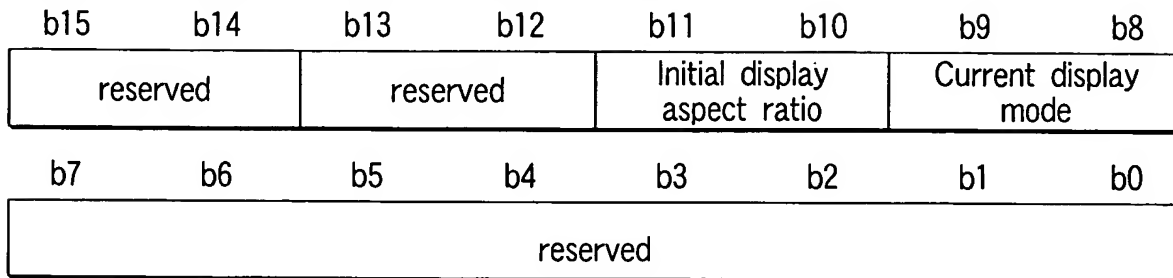 b15 b14 b13 b12 b11 b10 b9 b8
reserved reserved Initial display aspect ratio Current display mode
b7 b6 b5 b4 b3 b2 b1 b0
reserved